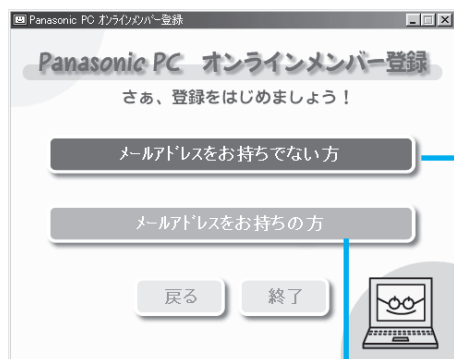 Panasonic PC オンラインメンバー登録
Panasonic PC オンラインメンバー登録
さぁ、登録をはじめましょう！
メールアドレスをお持ちでない方
メールアドレスをお持ちの方
戻る 終了